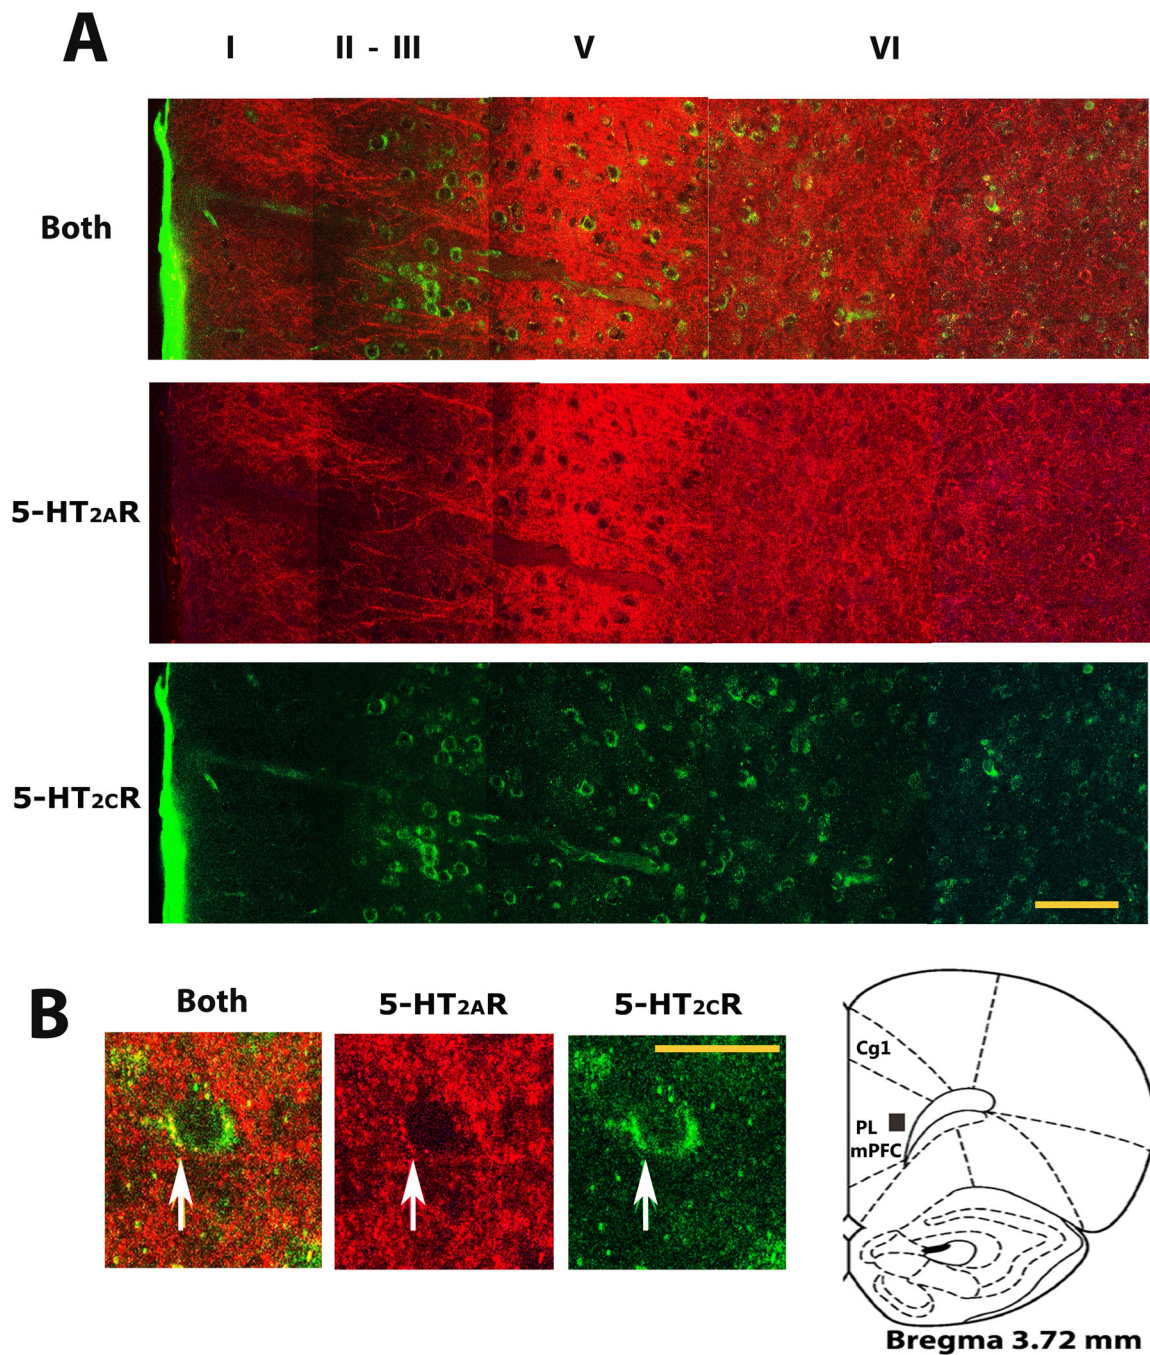 A
I II - III V VI
Both
5-HT2AR
5-HT2CR
B
Both 5-HT2AR 5-HT2CR
Cg1
PL
mPFC
Bregma 3.72 mm